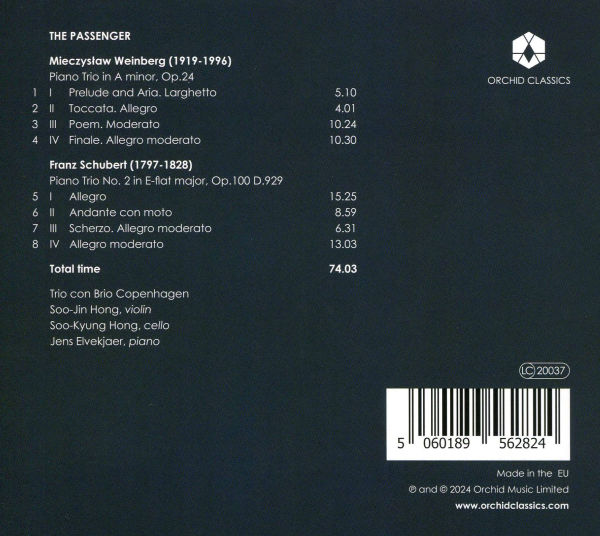 THE PASSENGER
Mieczysław Weinberg (1919-1996)
Piano Trio in A minor, Op.24
1 I Prelude and Aria. Larghetto 5.10
2 II Toccata. Allegro 4.01
3 III Poem. Moderato 10.24
4 IV Finale. Allegro moderato 10.30
Franz Schubert (1797-1828)
Piano Trio No. 2 in E-flat major, Op.100 D.929
5 I Allegro 15.25
6 II Andante con moto 8.59
7 III Scherzo. Allegro moderato 6.31
8 IV Allegro moderato 13.03
Total time 74.03
Trio con Brio Copenhagen
Soo-Jin Hong, violin
Soo-Kyung Hong, cello
Jens Elvekjaer, piano
ORCHID CLASSICS
LC 20037
5 060189 562824
Made in the EU
℗ and © 2024 Orchid Music Limited
www.orchidclassics.com